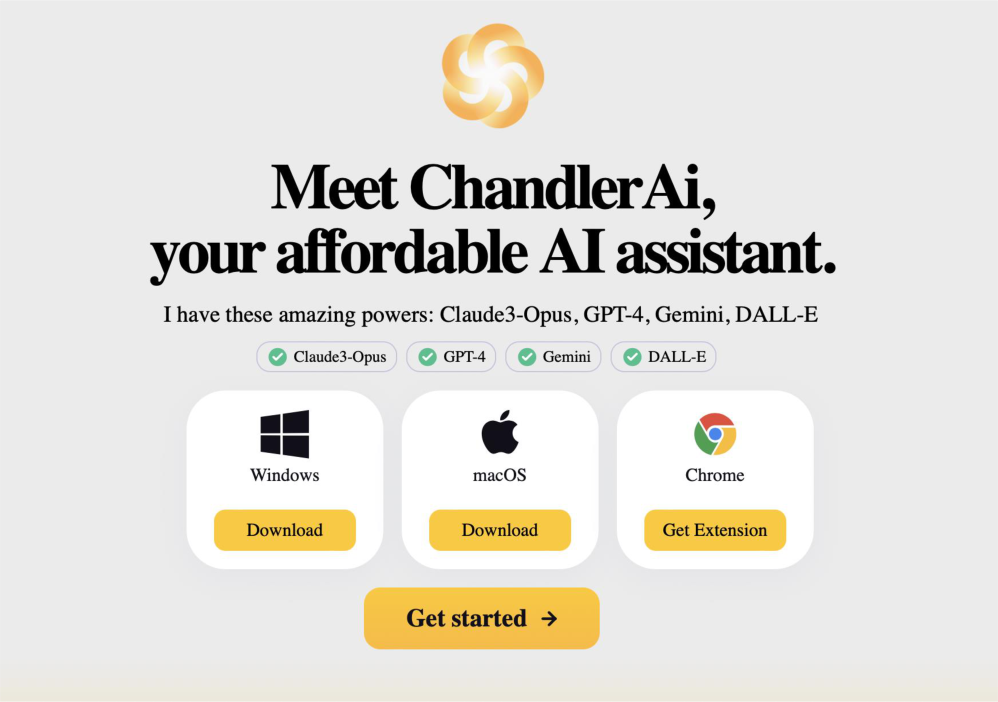 Meet ChandlerAi,
your affordable AI assistant.
I have these amazing powers: Claude3-Opus, GPT-4, Gemini, DALL-E
Claude3-Opus GPT-4 Gemini DALL-E
Windows macOS Chrome
Download Download Get Extension
Get started →